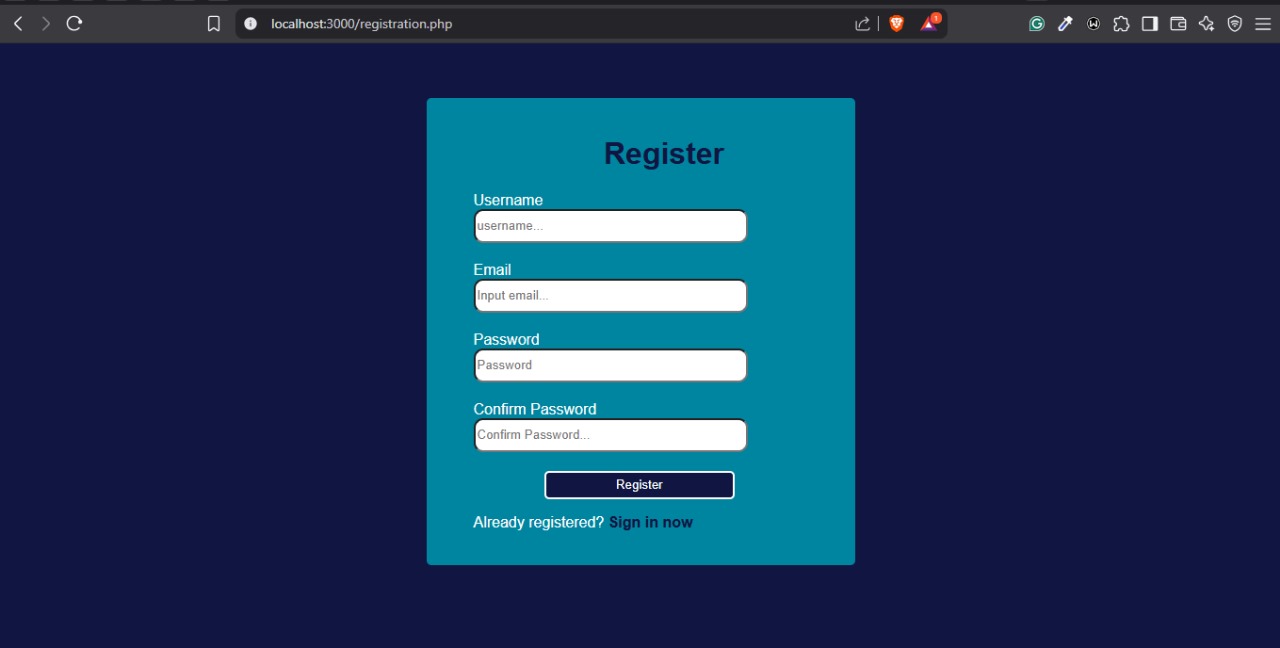 localhost:3000/registration.php
1
Register
Username
username...
Email
Input email...
Password
Password
Confirm Password
Confirm Password...
Register
Already registered? Sign in now